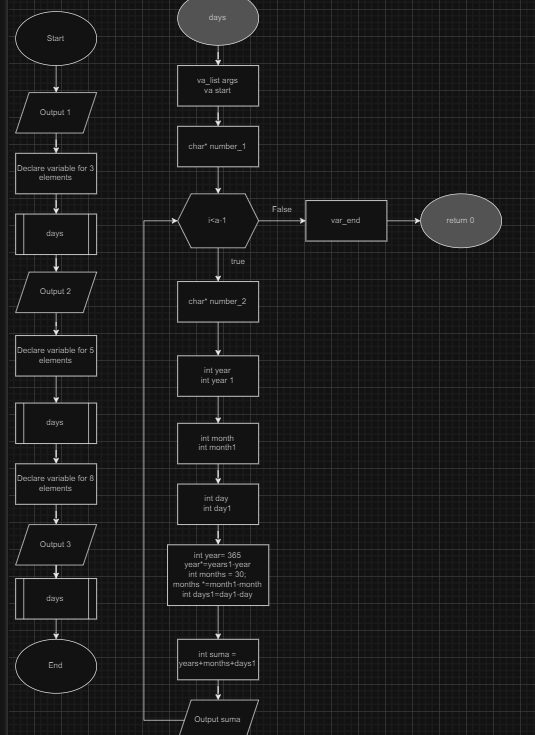 Start
Output 1
Declare variable for 3
elements
days
Output 2
Declare variable for 5
elements
days
Declare variable for 6
elements
Output 3
days
End
days
va_list args
va start
char* number_1
i<a-1
False
var_end
return 0
true
char* number_2
int year
int year 1
int month
int month1
int day
int day1
int year= 365
year*=years1-year
int months = 30;
months *=month1-month
int days1=day1-day
int suma =
years+months+days1
Output suma